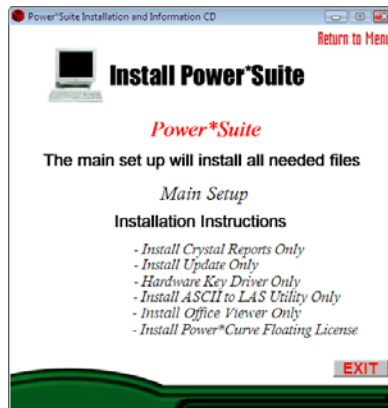 Power*Suite Installation and Information CD
Return to Menu
Install Power*Suite
Power*Suite
The main set up will install all needed files
Main Setup
Installation Instructions
- Install Crystal Reports Only
- Install Update Only
- Hardware Key Driver Only
- Install ASCII to LAS Utility Only
- Install Office Viewer Only
- Install Power*Curve Floating License
EXIT